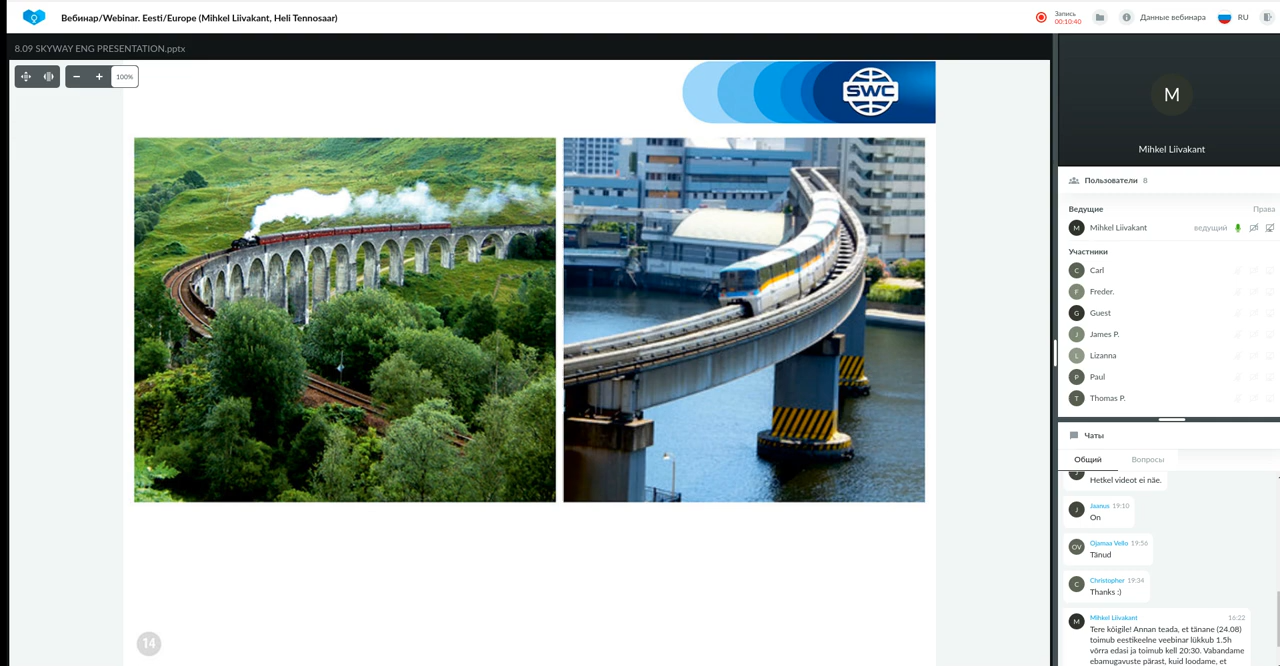 Вебинар/Webinar. Eesti/Europe (Mihkel Liivakant, Heli Tennosaar)
Запись
00:10:40
Данные вебинара
RU
8.09 SKYWAY ENG PRESENTATION.pptx
100%
SWC
14
M
Mihkel Liivakant
Пользователи 8
Ведущие Права
M Mihkel Liivakant ведущий
Участники
C Carl
F Freder.
G Guest
J James P.
L Lizanna
P Paul
T Thomas P.
Чаты
Общий Вопросы
Hetkel videot ei näe.
J Jaanus 19:10
On
OV Ojamaa Vello 19:56
Tänud
C Christopher 19:34
Thanks :)
M Mihkel Liivakant 16:22
Tere kõigile! Annan teada, et tänane (24.08)
toimub eestikeelne veebinar lükkub 1.5h
võrra edasi ja toimub kell 20:30. Vabandame
ebamugavuste pärast, kuid loodame, et